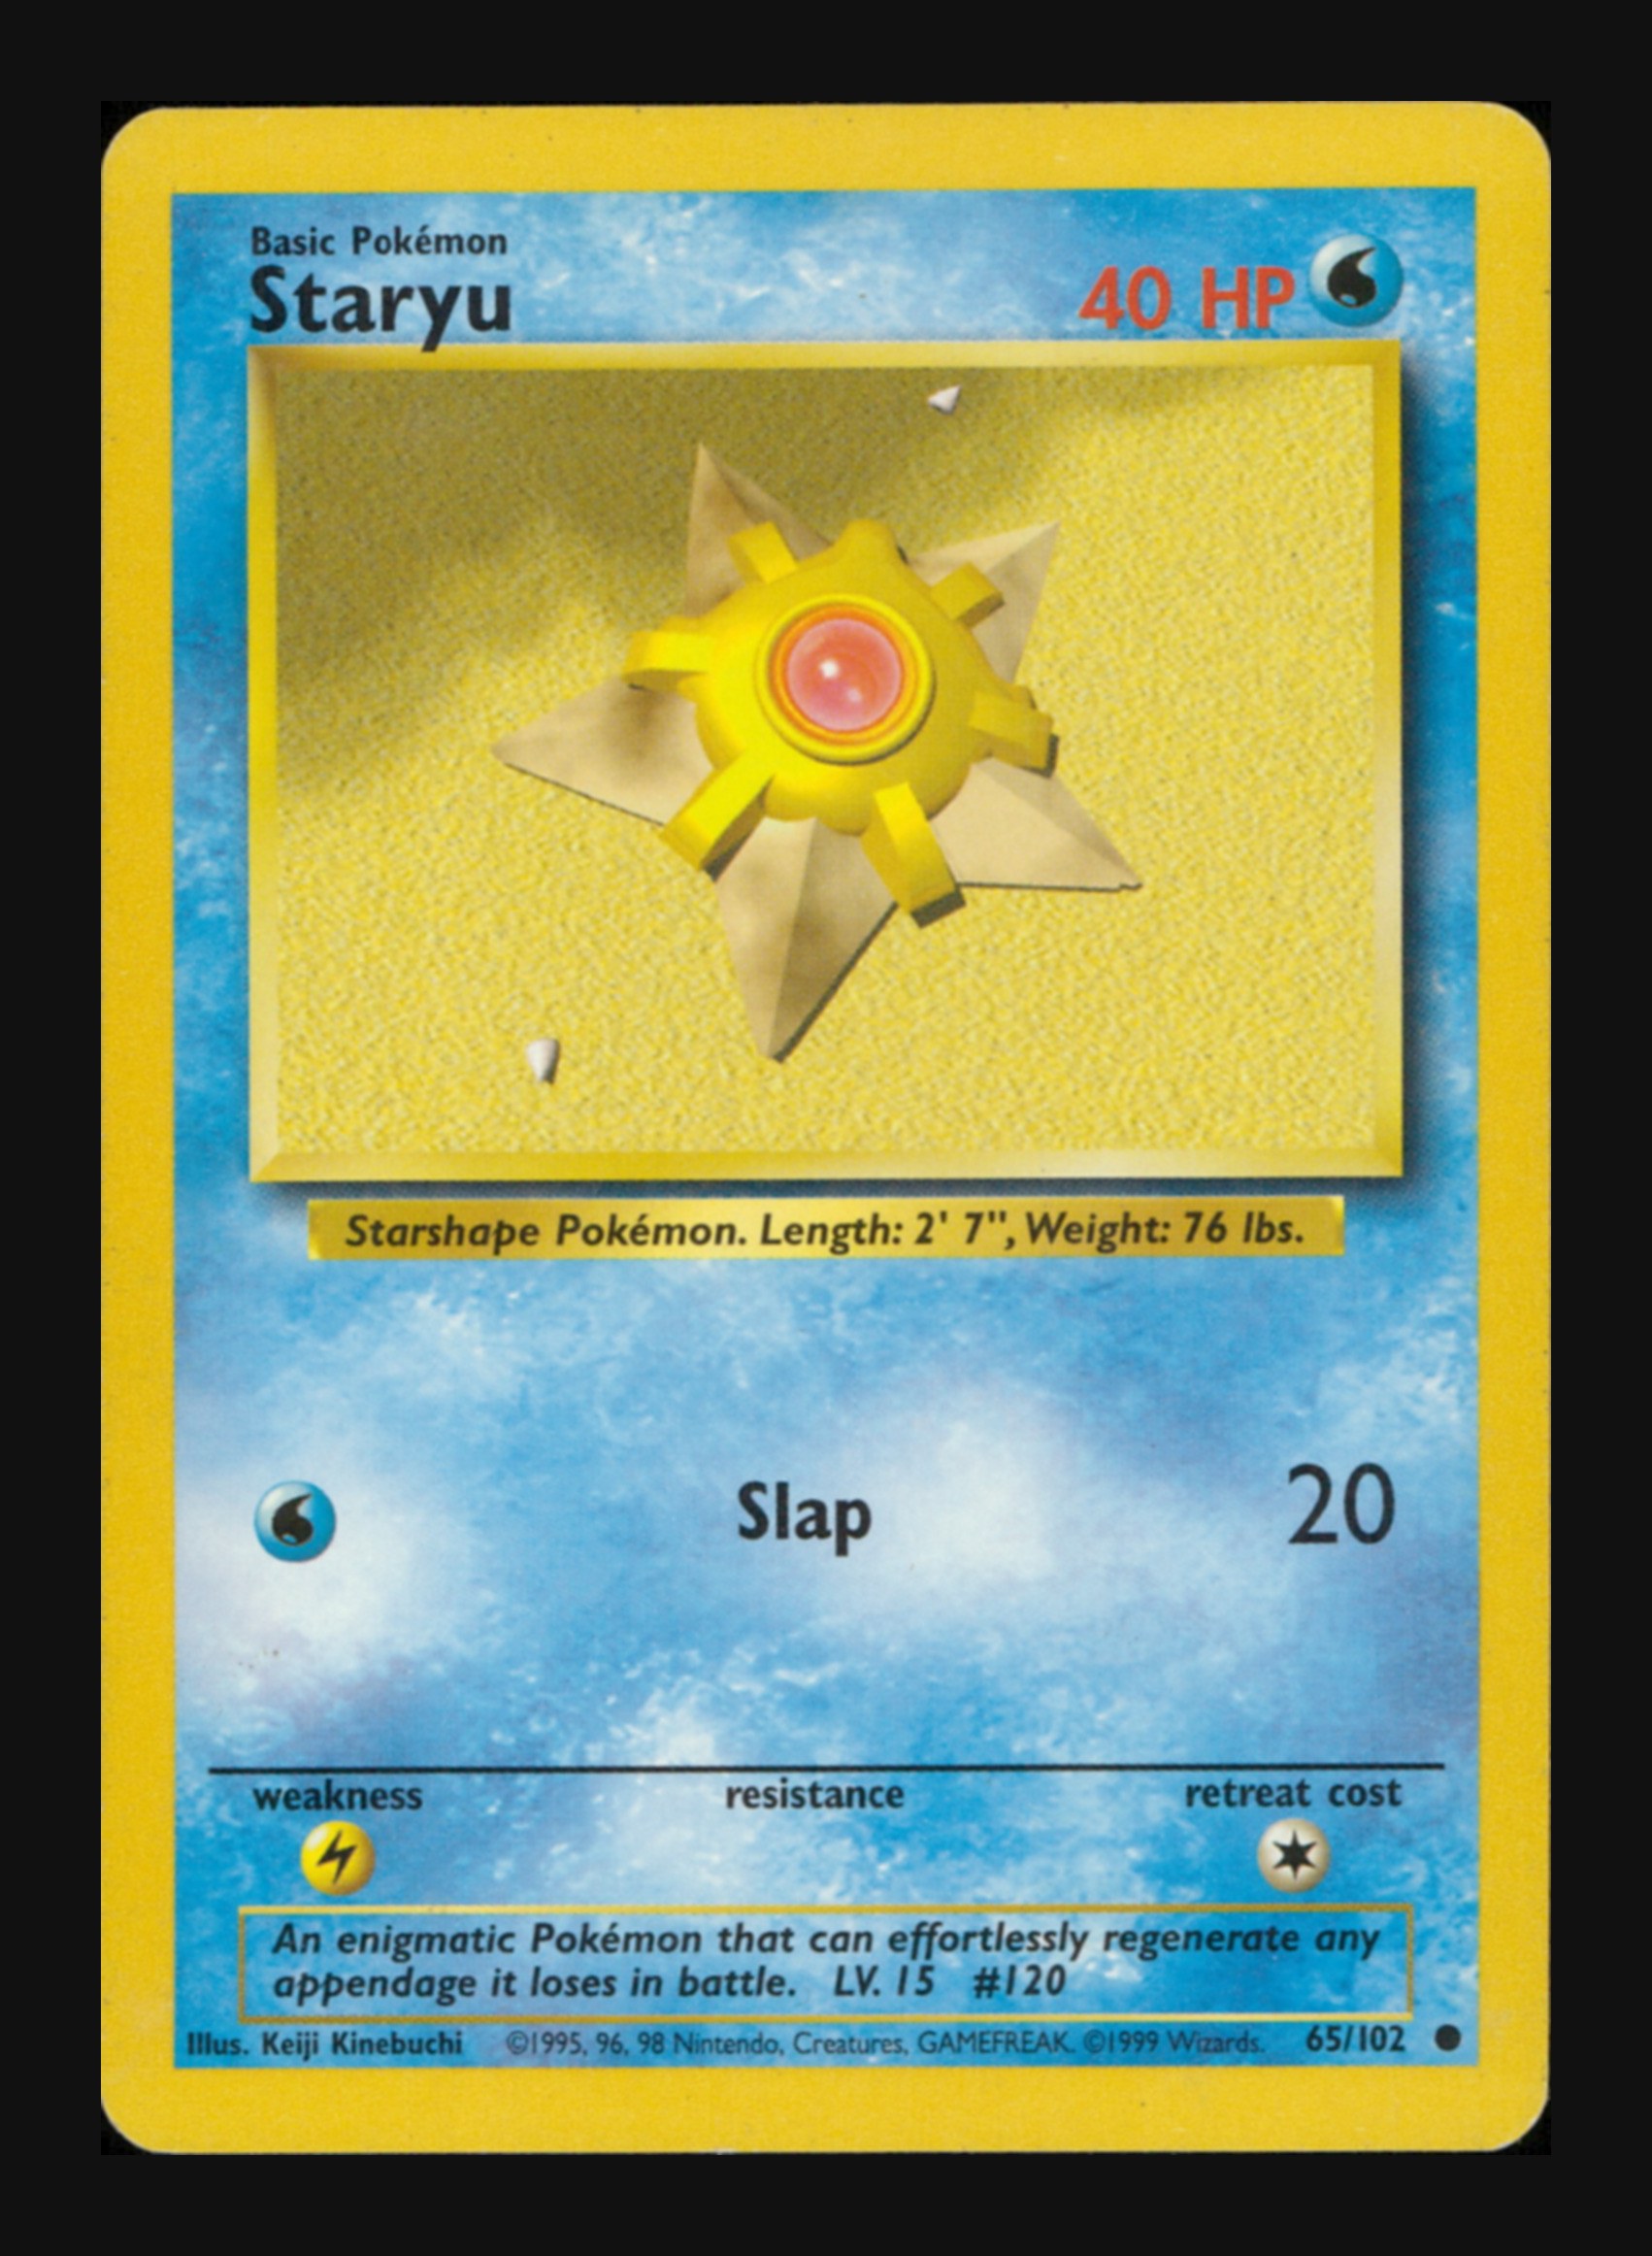 Basic Pokémon
Staryu
40 HP
Starshape Pokémon. Length: 2' 7", Weight: 76 lbs.
Slap 20
weakness resistance retreat cost
An enigmatic Pokémon that can effortlessly regenerate any
appendage it loses in battle. LV. 15 #120
Illus. Keiji Kinebuchi ©1995, 96, 98 Nintendo, Creatures, GAMEFREAK. ©1999 Wizards. 65/102